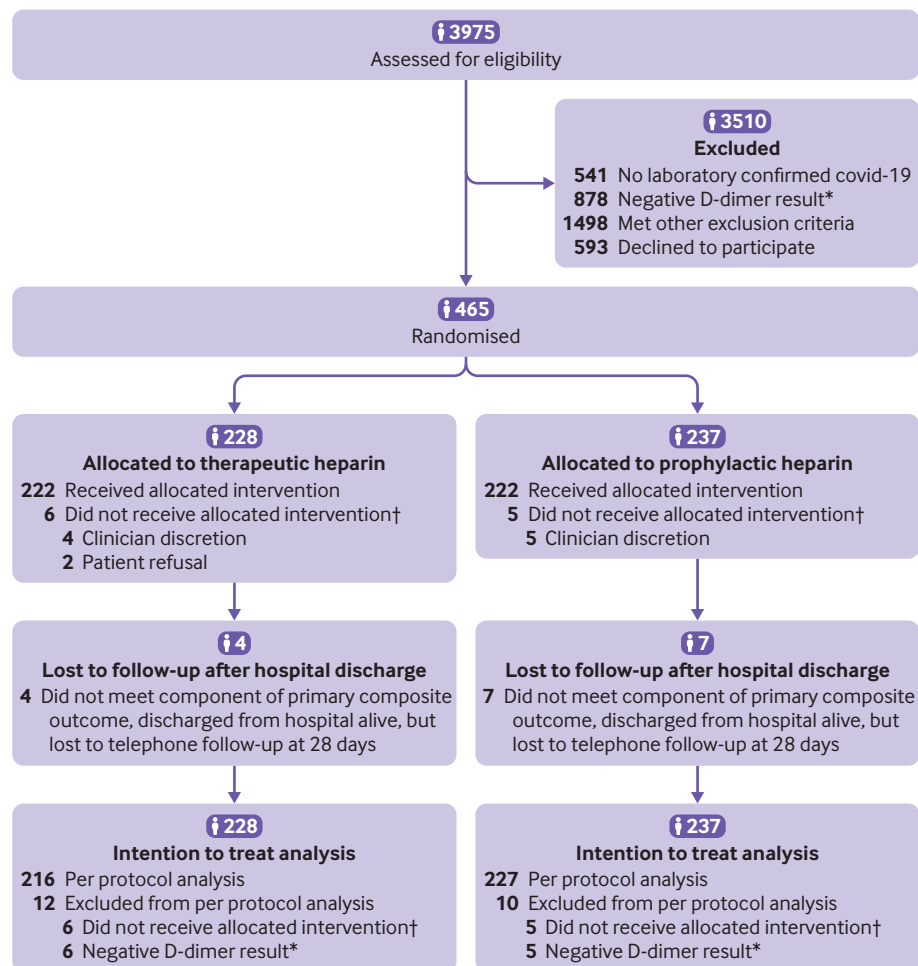 3975
Assessed for eligibility
3510
Excluded
541 No laboratory confirmed covid-19
878 Negative D-dimer result*
1498 Met other exclusion criteria
593 Declined to participate
465
Randomised
228
Allocated to therapeutic heparin
222 Received allocated intervention
6 Did not receive allocated intervention†
4 Clinician discretion
2 Patient refusal
237
Allocated to prophylactic heparin
222 Received allocated intervention
5 Did not receive allocated intervention†
5 Clinician discretion
4
Lost to follow-up after hospital discharge
4 Did not meet component of primary composite
outcome, discharged from hospital alive, but
lost to telephone follow-up at 28 days
7
Lost to follow-up after hospital discharge
7 Did not meet component of primary composite
outcome, discharged from hospital alive, but
lost to telephone follow-up at 28 days
228
Intention to treat analysis
216 Per protocol analysis
12 Excluded from per protocol analysis
6 Did not receive allocated intervention†
6 Negative D-dimer result*
237
Intention to treat analysis
227 Per protocol analysis
10 Excluded from per protocol analysis
5 Did not receive allocated intervention†
5 Negative D-dimer result*